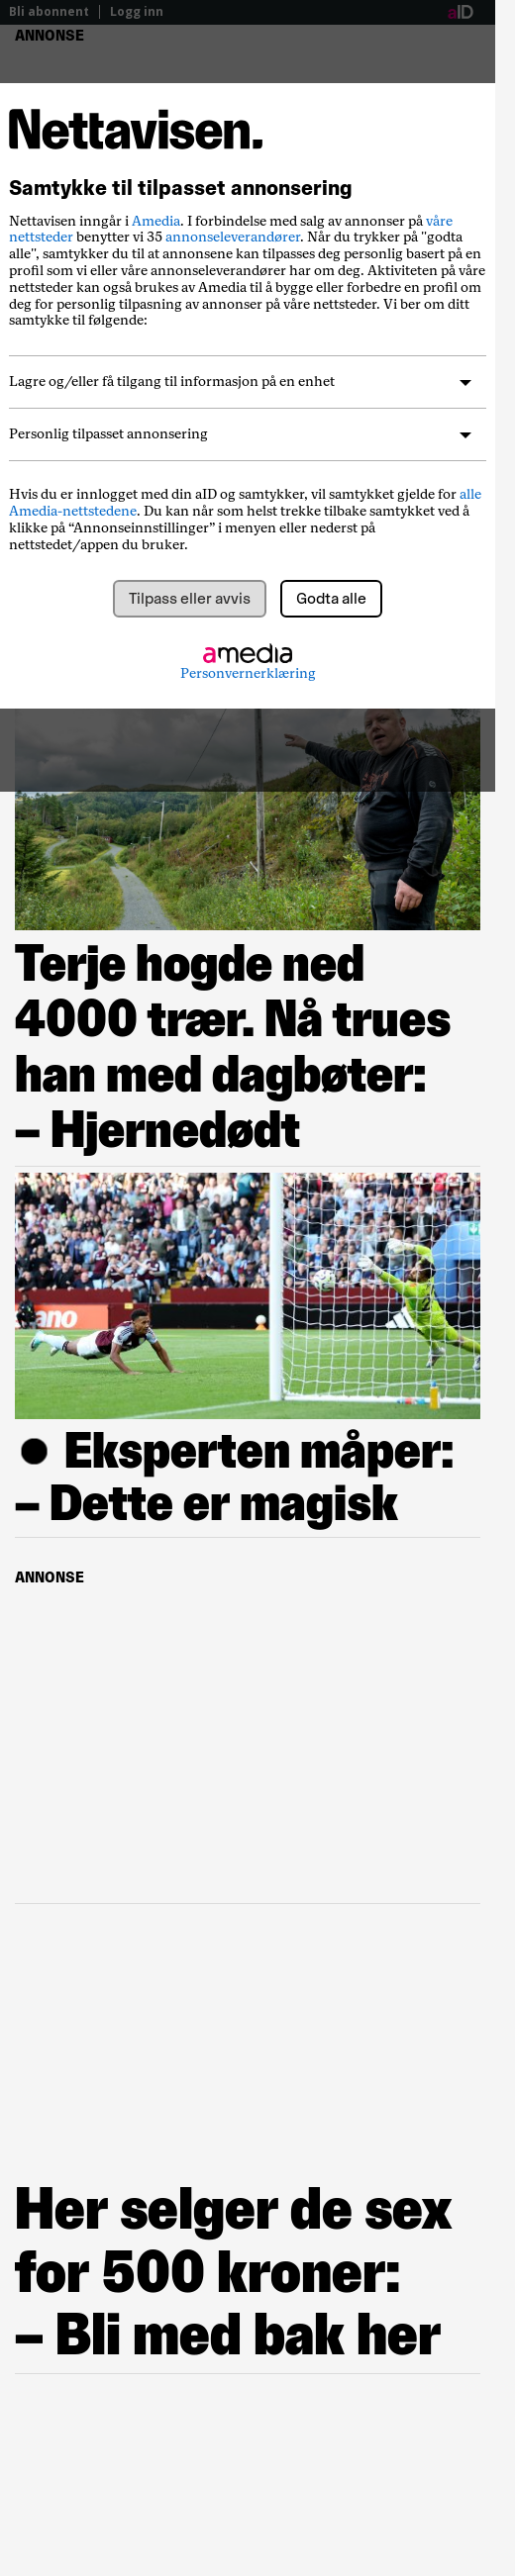 Bli abonnent | Logg inn
aID
ANNONSE
Nettavisen.
Samtykke til tilpasset annonsering
Nettavisen inngår i Amedia. I forbindelse med salg av annonser på våre
nettsteder benytter vi 35 annonseleverandører. Når du trykker på "godta
alle", samtykker du til at annonsene kan tilpasses deg personlig basert på en
profil som vi eller våre annonseleverandører har om deg. Aktiviteten på våre
nettsteder kan også brukes av Amedia til å bygge eller forbedre en profil om
deg for personlig tilpasning av annonser på våre nettsteder. Vi ber om ditt
samtykke til følgende:
Lagre og/eller få tilgang til informasjon på en enhet
Personlig tilpasset annonsering
Hvis du er innlogget med din aID og samtykker, vil samtykket gjelde for alle
Amedia-nettstedene. Du kan når som helst trekke tilbake samtykket ved å
klikke på “Annonseinnstillinger” i menyen eller nederst på
nettstedet/appen du bruker.
Tilpass eller avvis
Godta alle
amedia
Personvernerklæring
Terje hogde ned
4000 trær. Nå trues
han med dagbøter:
– Hjernedødt
Eksperten måper:
– Dette er magisk
ANNONSE
Her selger de sex
for 500 kroner:
– Bli med bak her